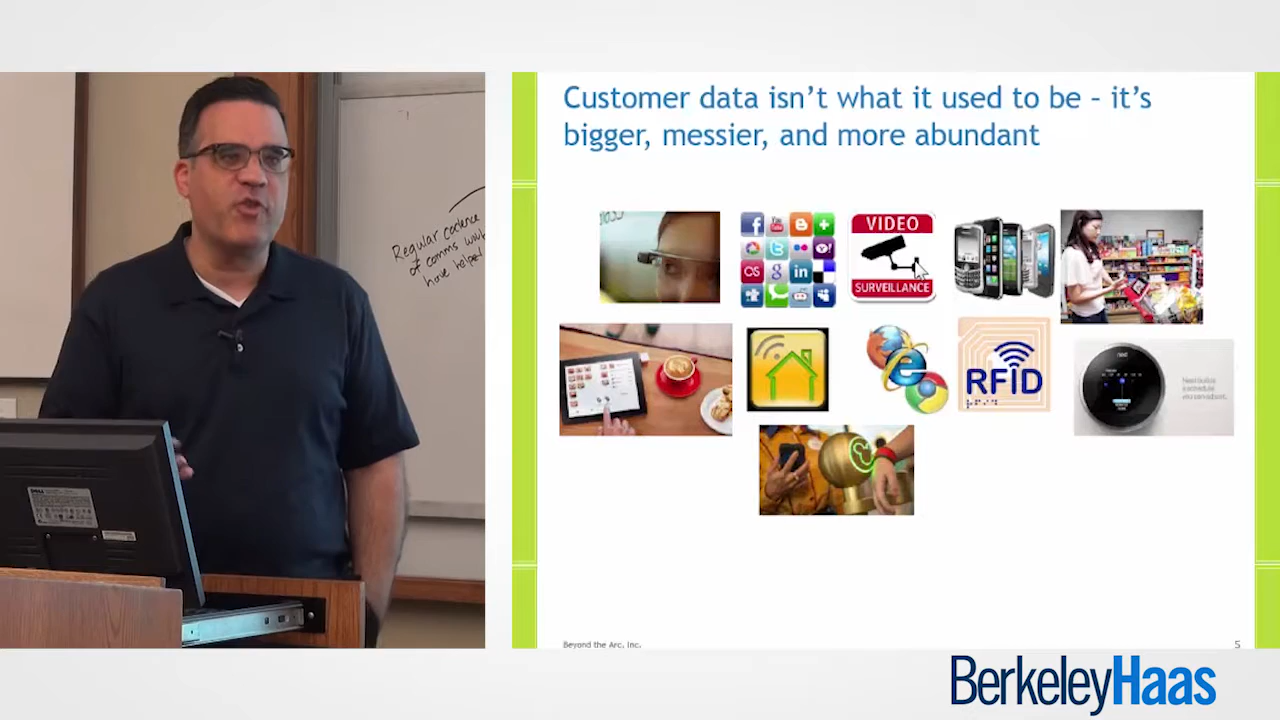 Customer data isn't what it used to be – it's
bigger, messier, and more abundant
Regular cadence
of comms
have helped
VIDEO
SURVEILLANCE
RFID
DELL
Beyond the Arc, Inc.
5
BerkeleyHaas